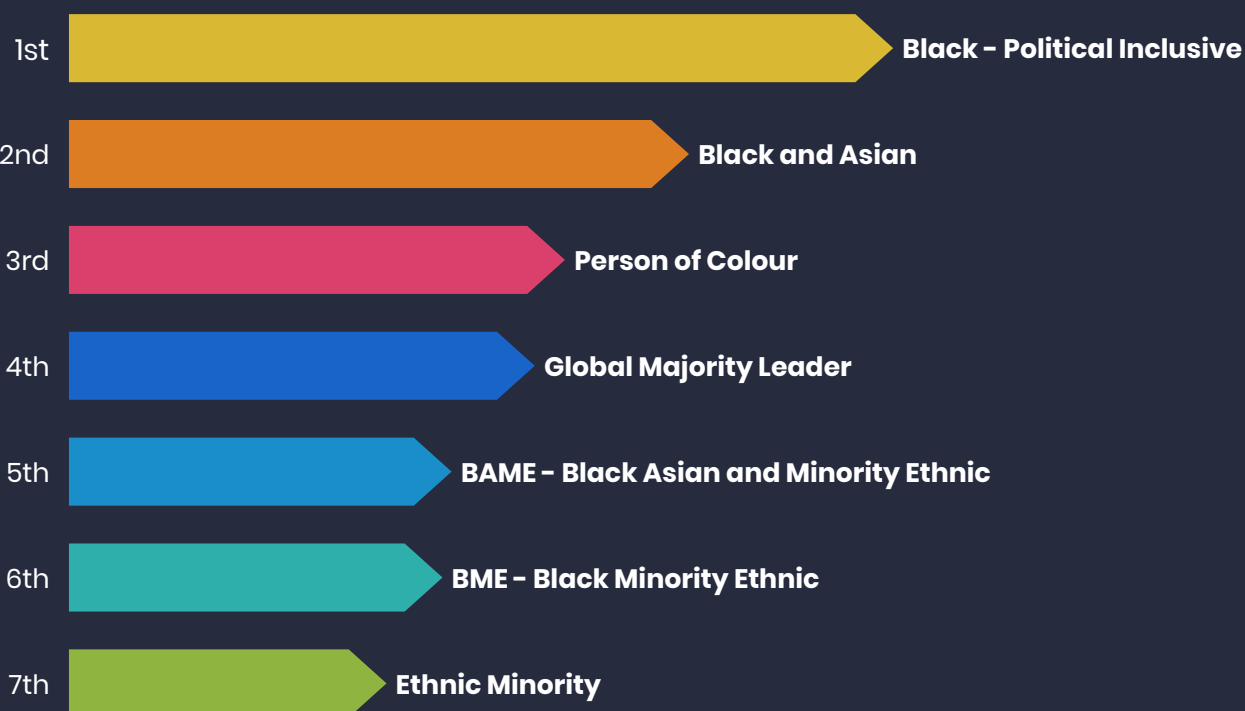 1st Black - Political Inclusive
2nd Black and Asian
3rd Person of Colour
4th Global Majority Leader
5th BAME - Black Asian and Minority Ethnic
6th BME - Black Minority Ethnic
7th Ethnic Minority